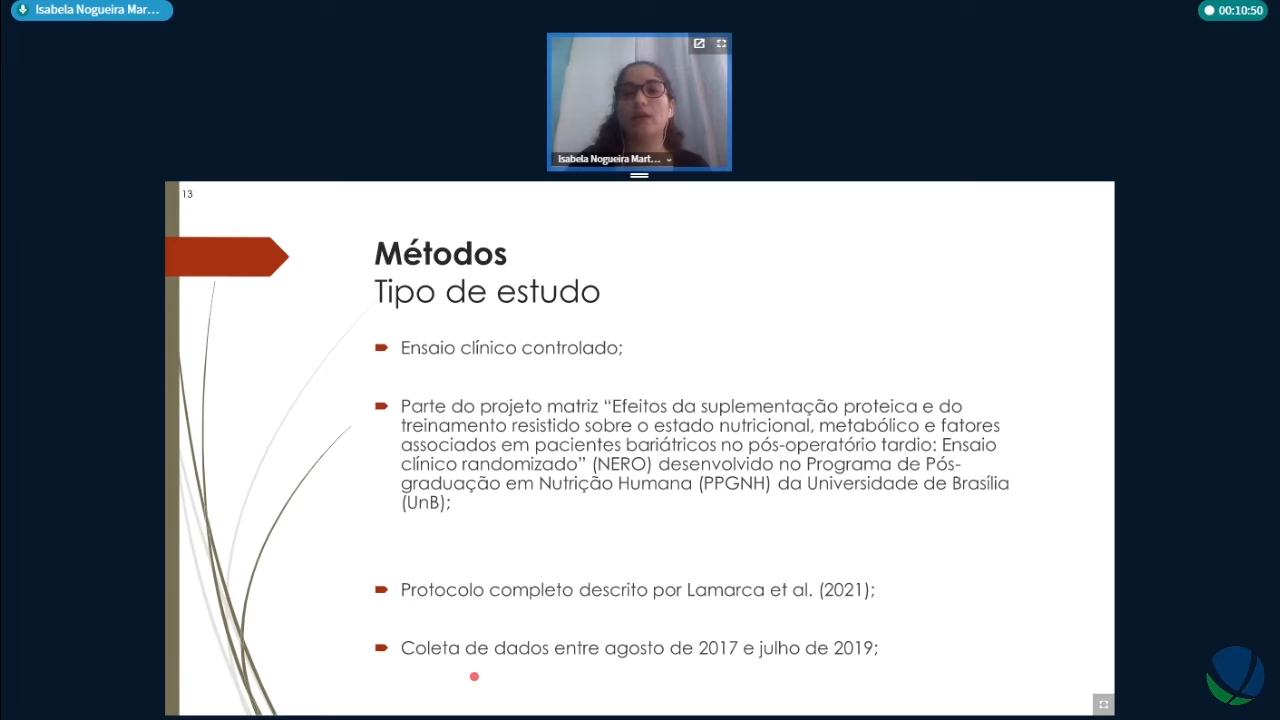 Isabela Nogueira Mar...
00:10:50
Isabela Nogueira Mart...
13
Métodos
Tipo de estudo
Ensaio clínico controlado;
Parte do projeto matriz “Efeitos da suplementação proteica e do
treinamento resistido sobre o estado nutricional, metabólico e fatores
associados em pacientes bariátricos no pós-operatório tardio: Ensaio
clínico randomizado” (NERO) desenvolvido no Programa de Pós-
graduação em Nutrição Humana (PPGNH) da Universidade de Brasília
(UnB);
Protocolo completo descrito por Lamarca et al. (2021);
Coleta de dados entre agosto de 2017 e julho de 2019;